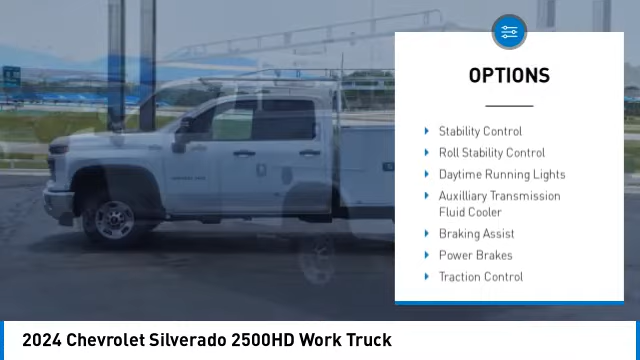 OPTIONS
Stability Control
Roll Stability Control
Daytime Running Lights
Auxilliary Transmission
Fluid Cooler
Braking Assist
Power Brakes
Traction Control
2024 Chevrolet Silverado 2500HD Work Truck